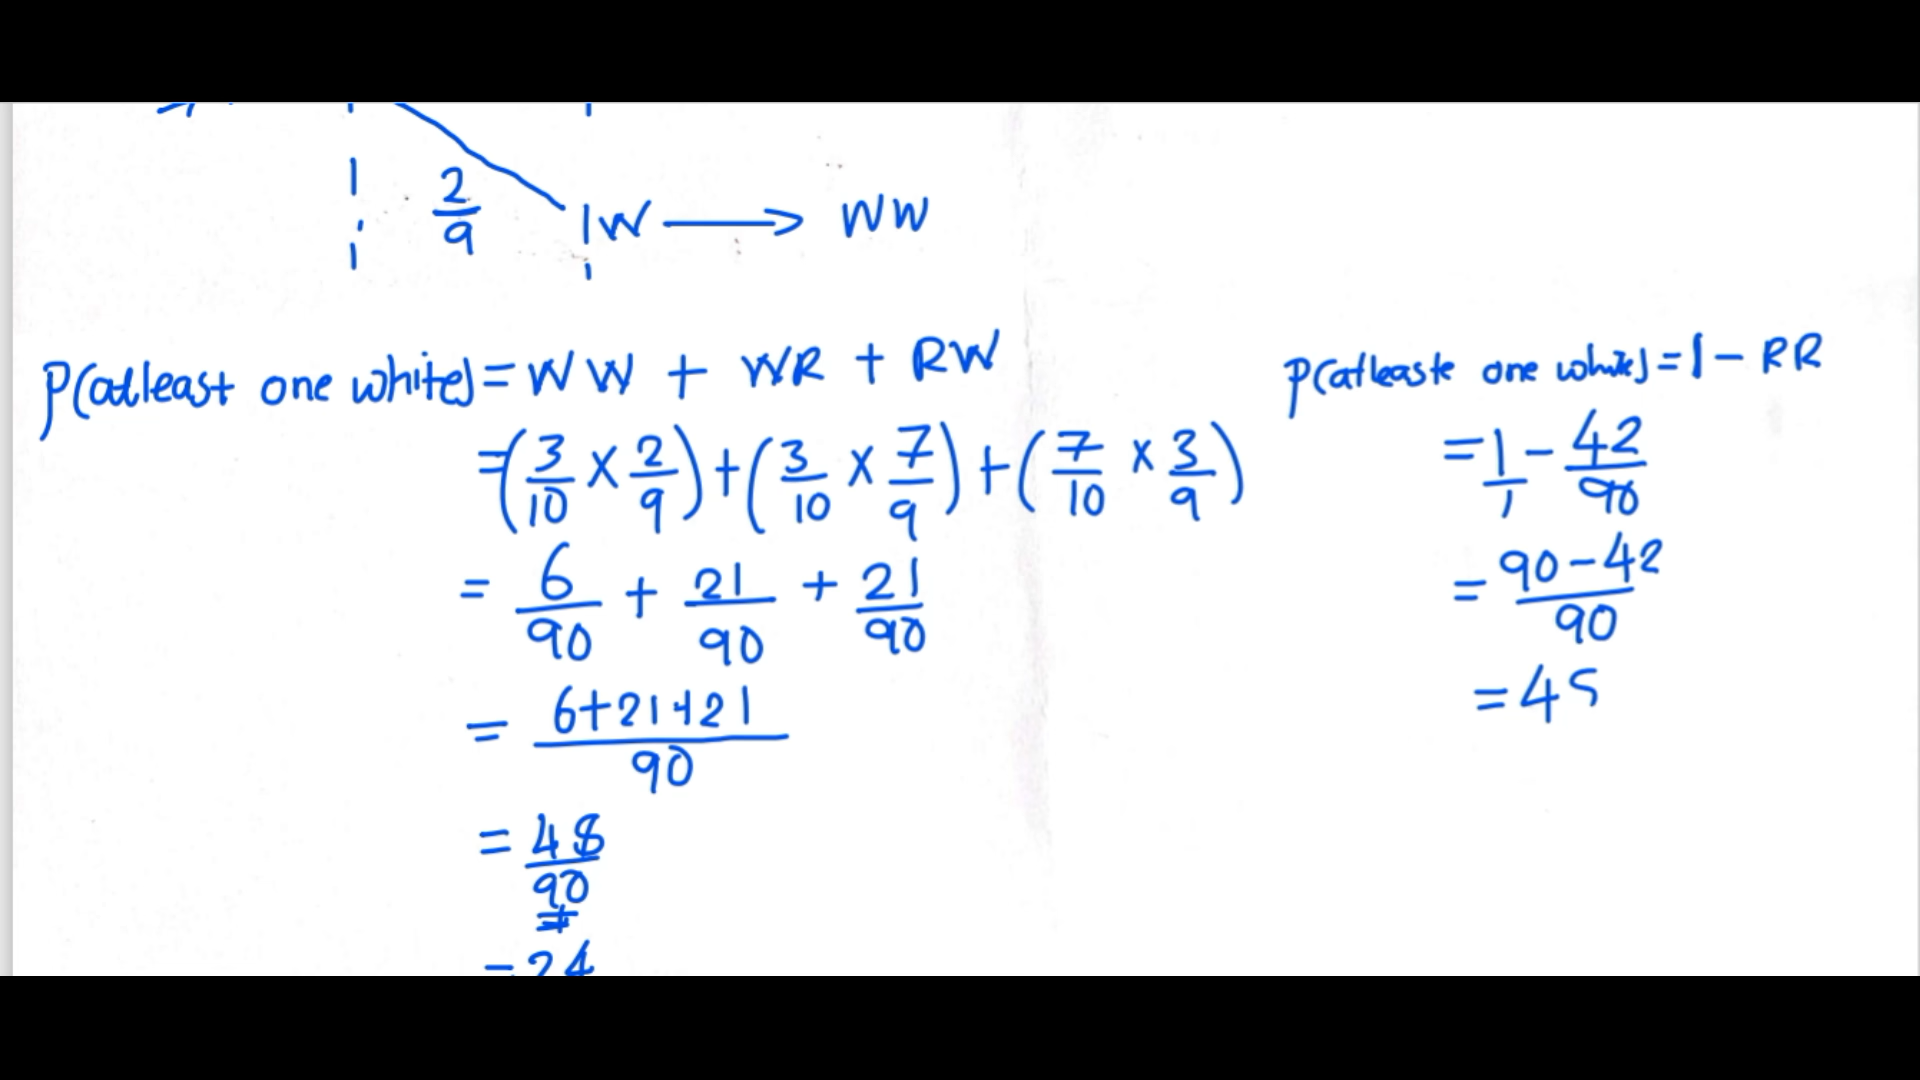 2/9 W → WW
P(atleast one white) = WW + WR + RW
= (3/10 × 2/9) + (3/10 × 7/9) + (7/10 × 3/9)
= 6/90 + 21/90 + 21/90
= 6+21+21/90
= 48/90
= 24
P(atleaste one white) = 1 - RR
= 1/1 - 42/90
= 90-42/90
= 4